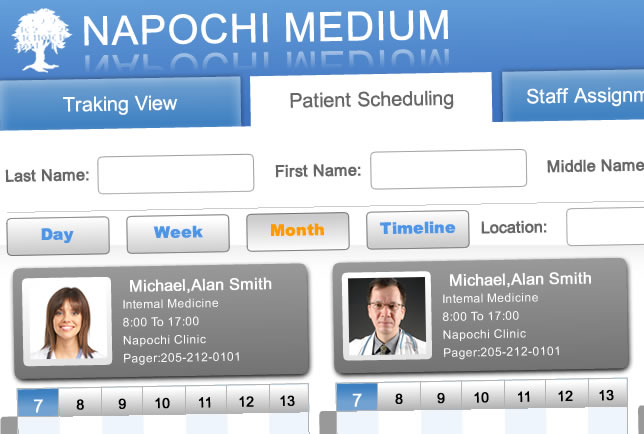 NAPOCHI MEDIUM
Traking View
Patient Scheduling
Staff Assignm
Last Name:
First Name:
Middle Name
Day
Week
Month
Timeline
Location:
Michael,Alan Smith
Internal Medicine
8:00 To 17:00
Napochi Clinic
Pager:205-212-0101
Michael,Alan Smith
Internal Medicine
8:00 To 17:00
Napochi Clinic
Pager:205-212-0101
7 8 9 10 11 12 13
7 8 9 10 11 12 13